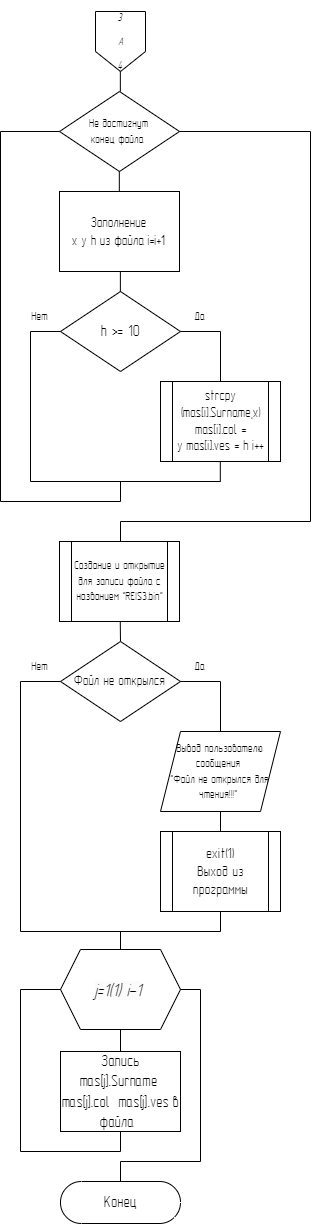 3
A
4
Не достигнут
конец файла
Заполнение
x y h из файла i=i+1
Нет
Да
h >= 10
strcpy
(mas[i].Surname,x)
mas[i].col =
y mas[i].ves = h i++
Создание и открытие
для записи файла с
названием "REIS3.bin"
Нет
Да
Файл не открылся
Вывод пользователю
сообщения
"Файл не открылся для
чтения!!!"
exit(1)
Выход из
программы
j=1(1) i-1
Запись
mas[j].Surname
mas[j].col mas[j].ves в
файла
Конец